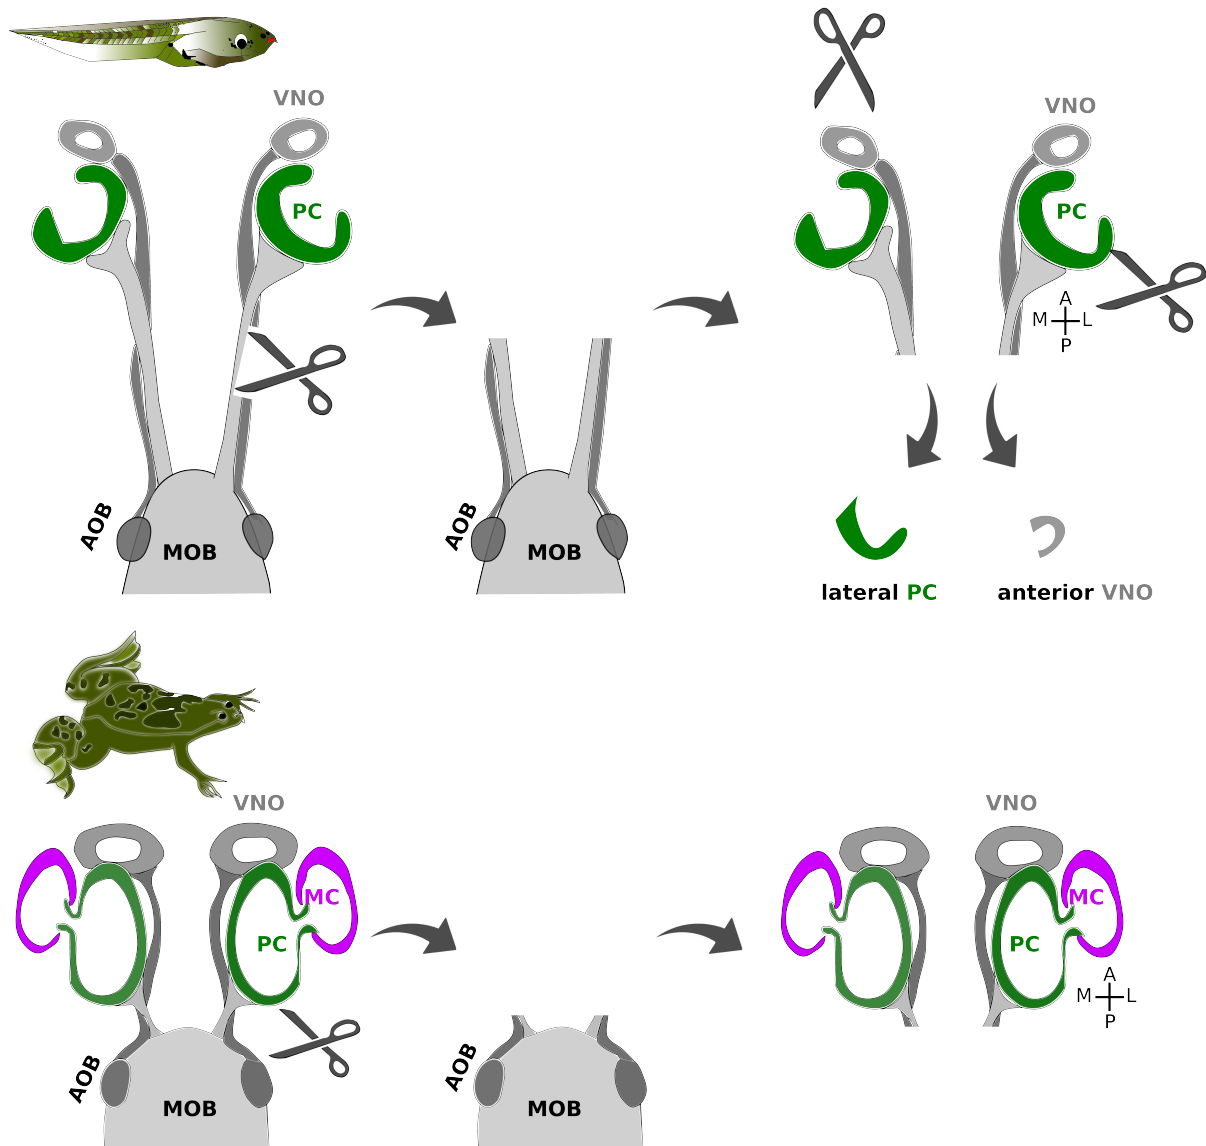 VNO
VNO
PC
PC
A
M L
P
AOB
MOB
AOB
MOB
lateral PC
anterior VNO
VNO
VNO
MC
PC
MC
PC
A
M L
P
AOB
MOB
AOB
MOB